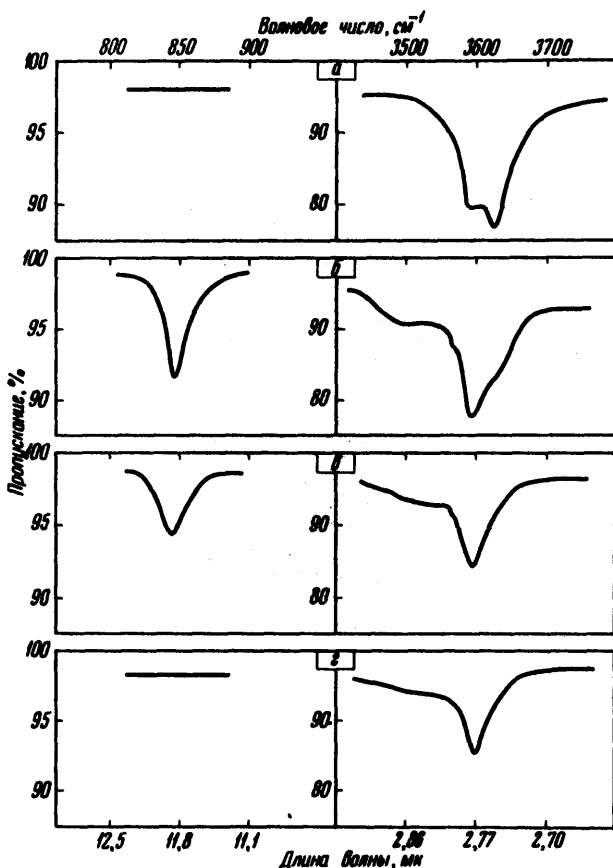 Волновое число, см⁻¹
800 850 900 3500 3600 3700
Пропускание, %
100 а
95 90
90 80
100 б
95 90
90 80
100 в
95 90
90 80
100 г
95 90
90 80
12,5 11,8 11,1 2,86 2,77 2,70
Длина волны, мк